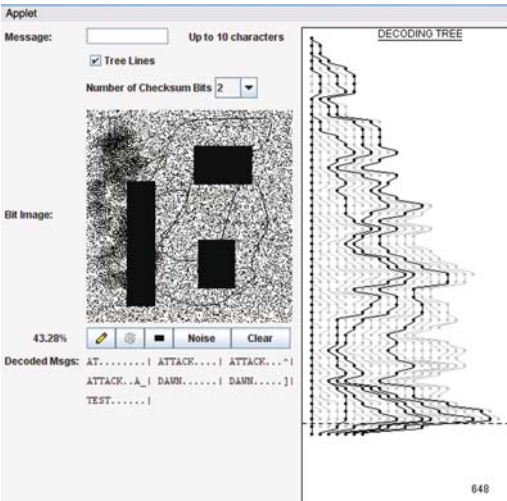 Applet
Message: Up to 10 characters
Tree Lines
Number of Checksum Bits 2
Bit Image:
43.28% Noise Clear
Decoded Msgs: AT........| ATTACK....| ATTACK...^|
ATTACK..A_| DAWN......| DAWN.....]|
TEST......|
DECODING TREE
648